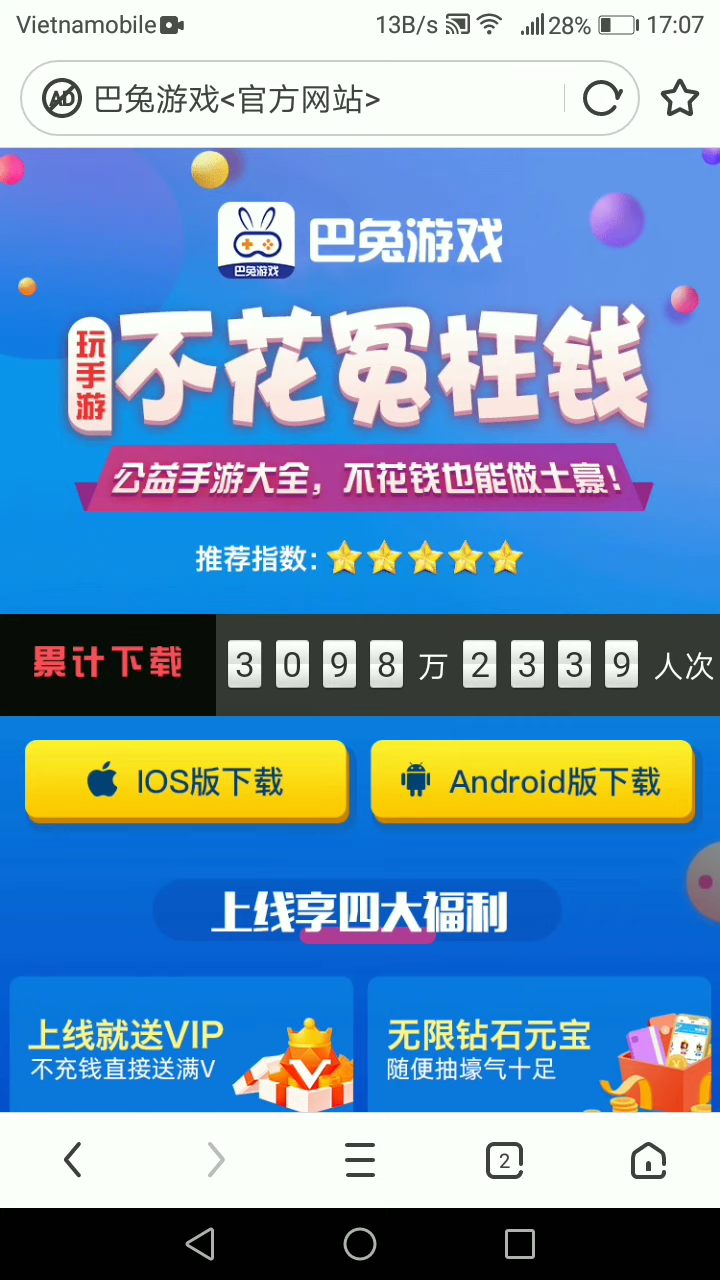 Vietnamobile 13B/s 28% 17:07
AD 巴兔游戏<官方网站>
巴兔游戏 巴兔游戏
玩手游 不花冤枉钱
公益手游大全，不花钱也能做土豪！
推荐指数：
累计下载 3098万2339人次
IOS版下载 Android版下载
上线享四大福利
上线就送VIP 无限钻石元宝
不充钱直接送满V 随便抽壕气十足
V
2